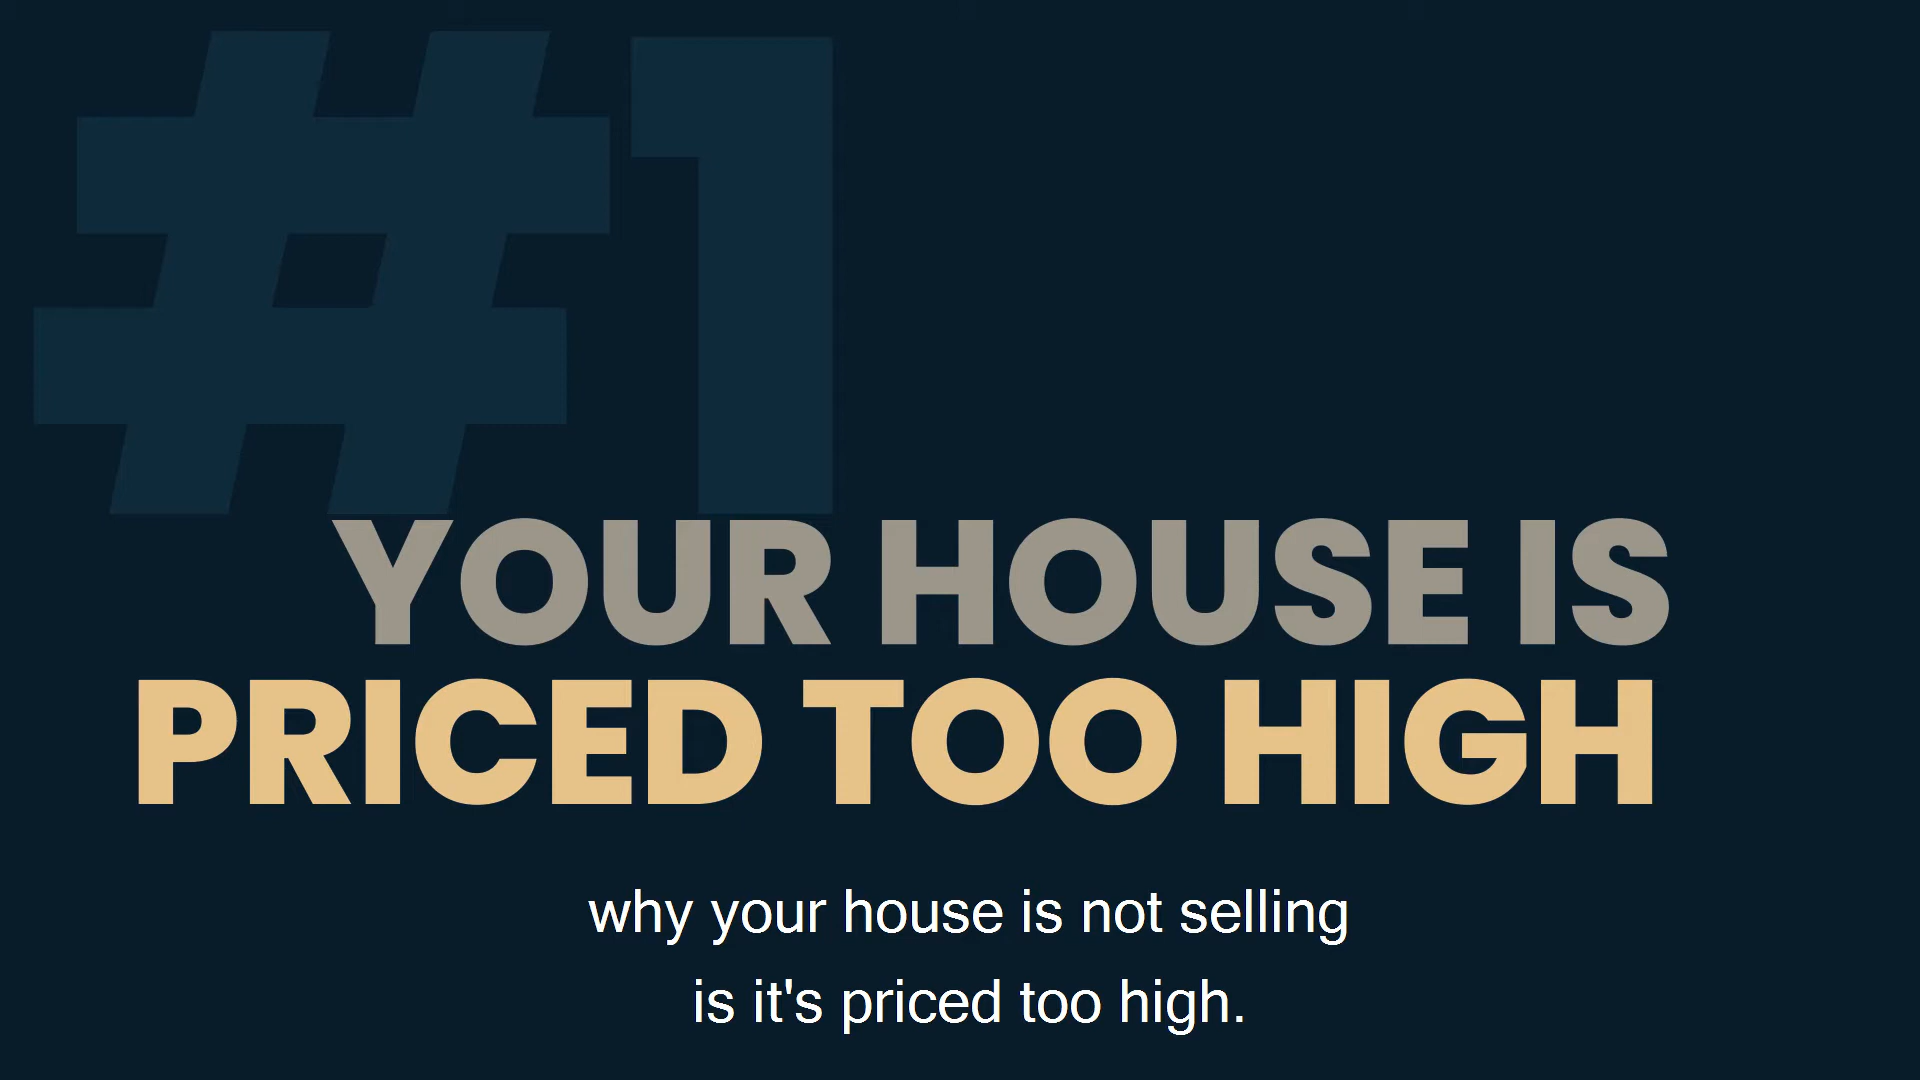 #1
YOUR HOUSE IS
PRICED TOO HIGH
why your house is not selling
is it's priced too high.